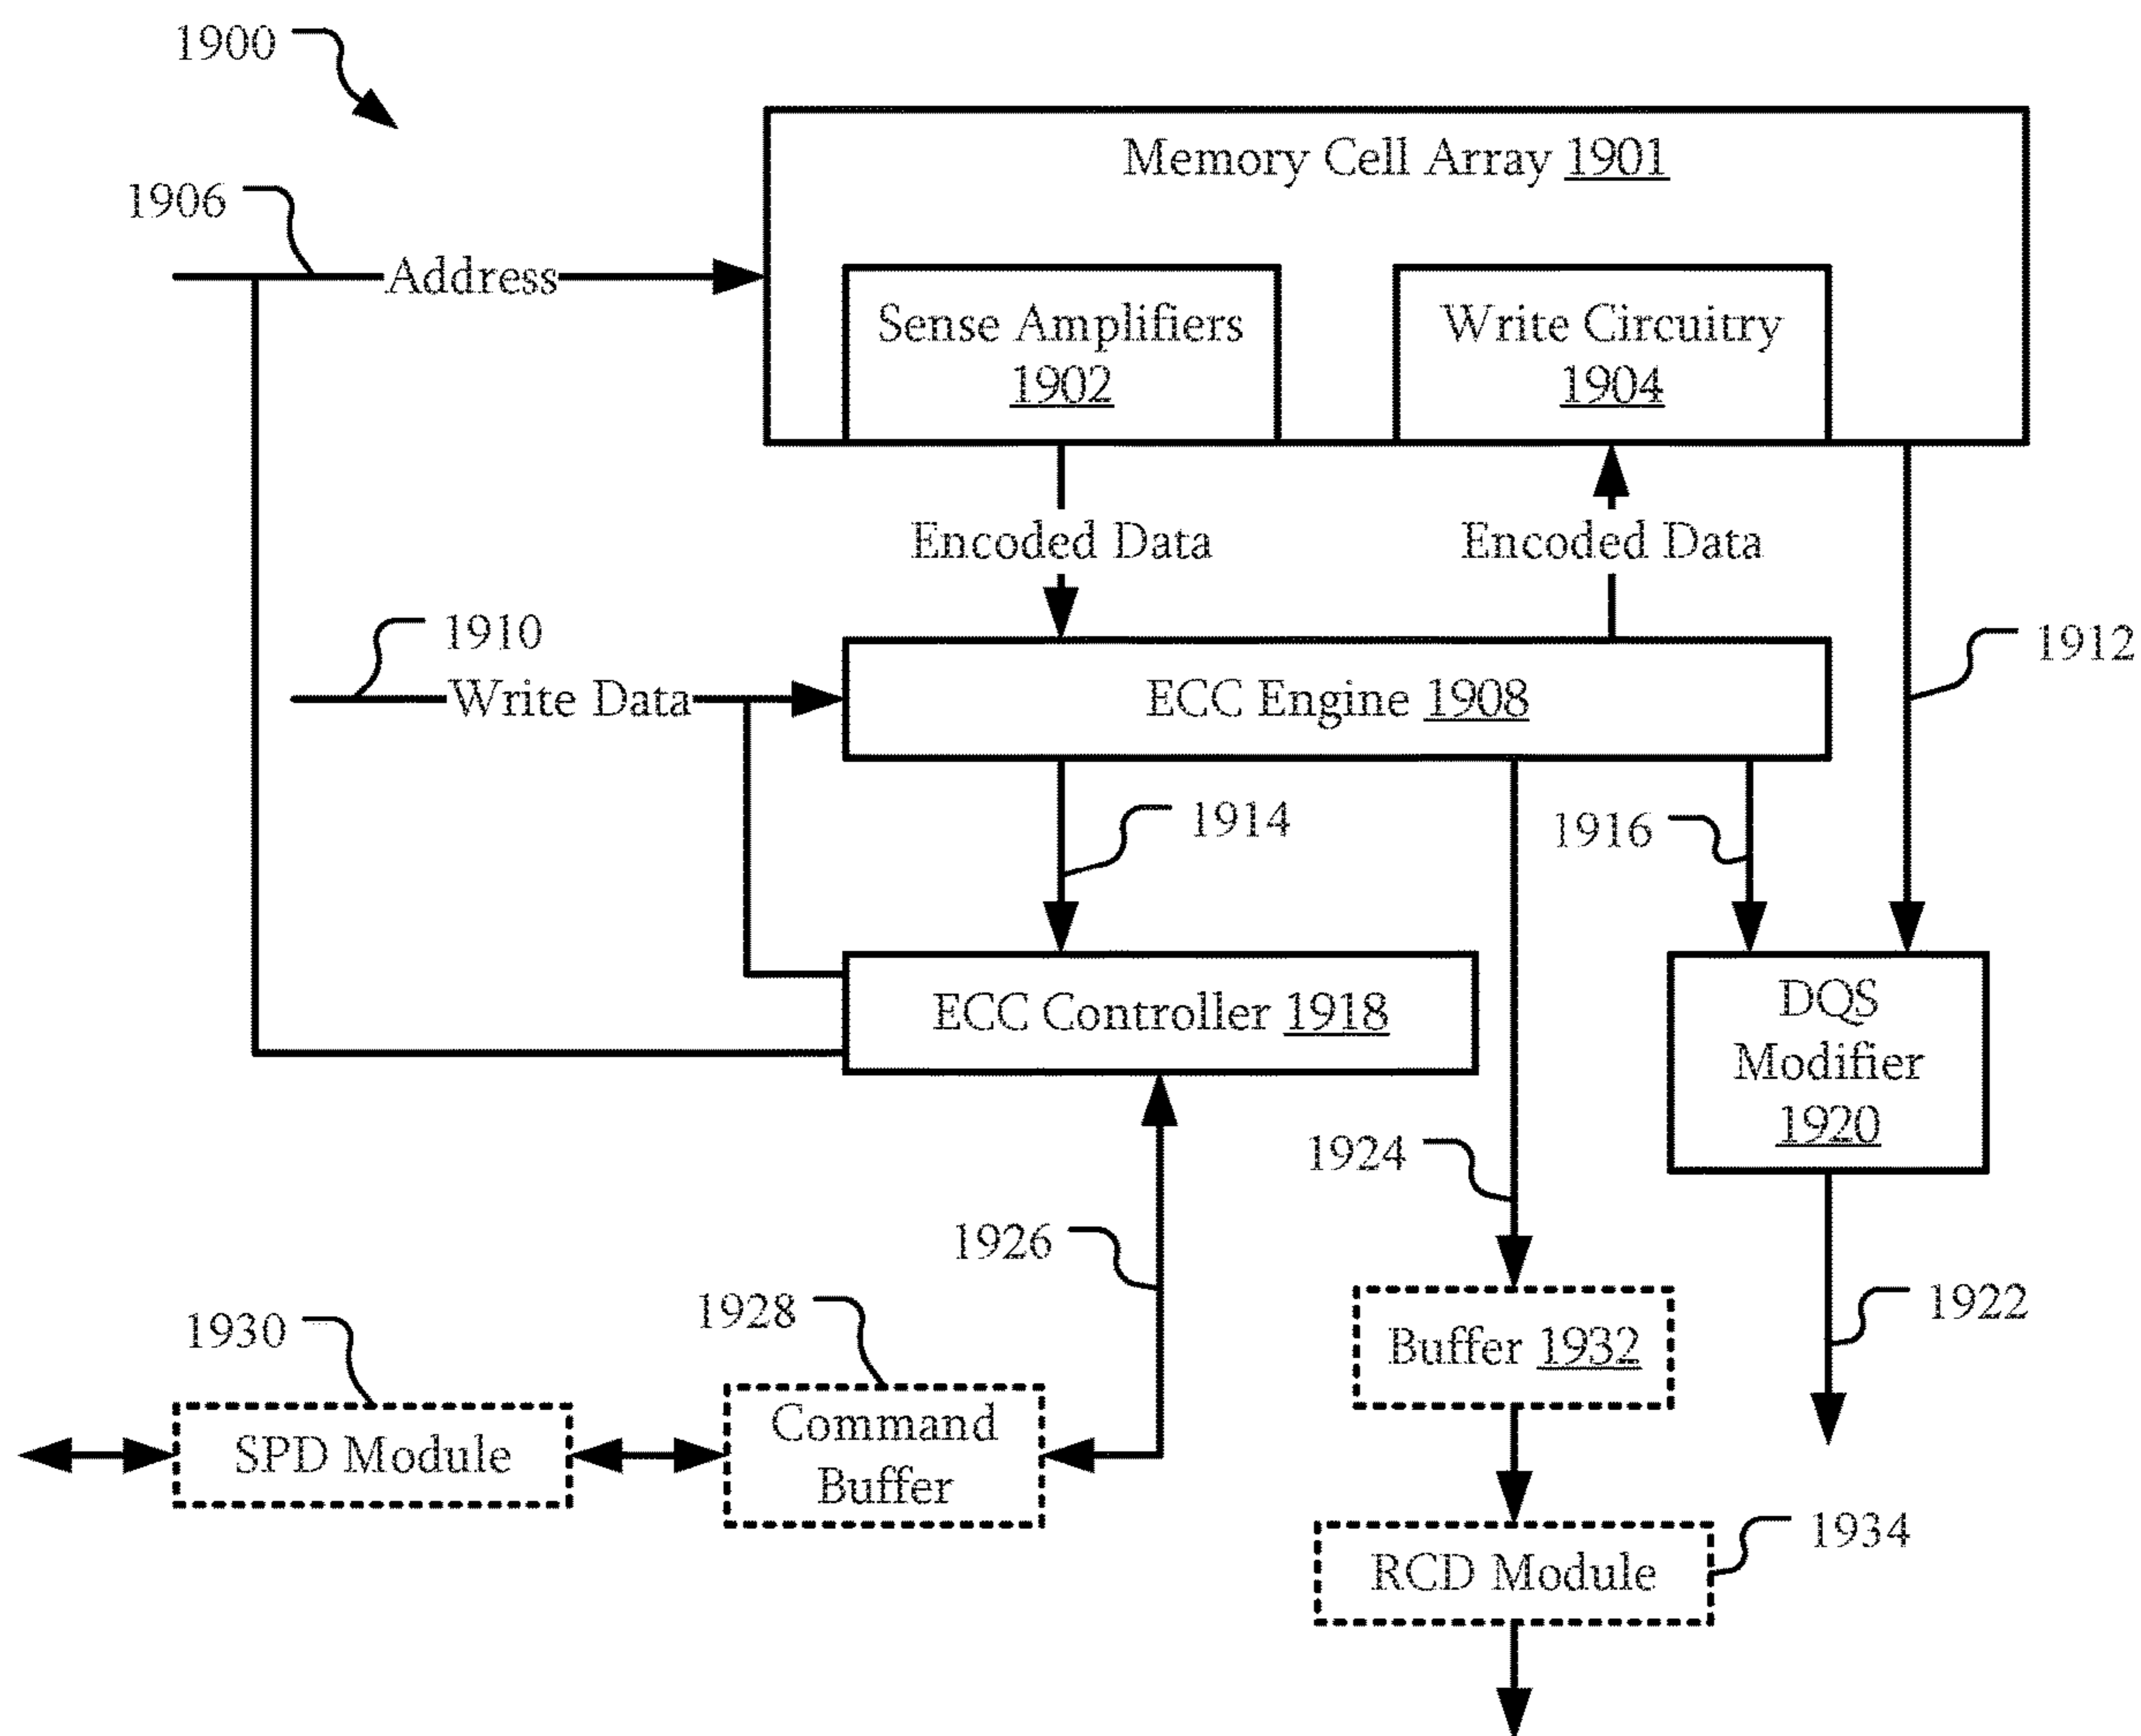 1900
Memory Cell Array 1901
1906
Address
Sense Amplifiers
1902
Write Circuitry
1904
Encoded Data
Encoded Data
1910
Write Data
ECC Engine 1908
1912
1914
1916
ECC Controller 1918
DQS
Modifier
1920
1924
1926
1922
1930
1928
Buffer 1932
SPD Module
Command
Buffer
1934
RCD Module